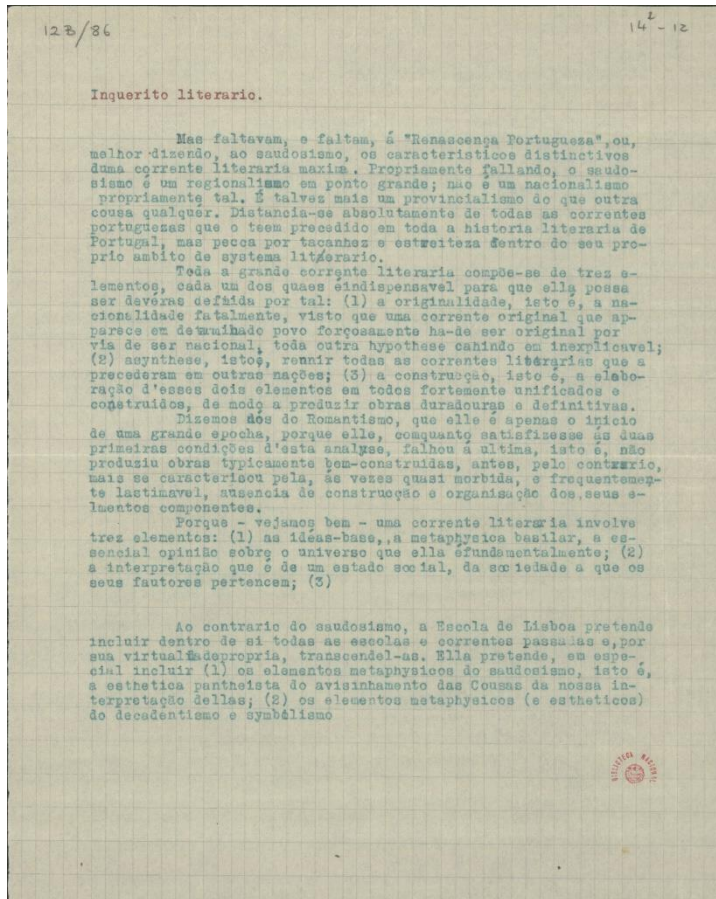 12B/86
14²-12
Inquerito literario.
Mas faltavam, e faltam, á "Renascença Portugueza",ou,
melhor dizendo, ao saudosismo, os caracteristicos distinctivos
duma corrente literaria maxima. Propriamente fallando, o saudo-
sismo é um regionalismo em ponto grande; não é um nacionalismo
propriamente tal. É talvez mais um provincialismo do que outra
cousa qualquer. Distancia-se absolutamente de todas as correntes
portuguezas que o teem precedido em toda a historia literaria de
Portugal, mas pecca por tacanhez e estreiteza dentro do seu pro-
prio ambito de systema literario.
Toda a grande corrente literaria compõe-se de trez e-
lementos, cada um dos quaes éindispensavel para que ella possa
ser devéras defnida por tal: (1) a originalidade, isto é, a na-
cionalidade fatalmente, visto que uma corrente original que ap-
parece em determinado povo forçosamente ha-de ser original por
via de ser nacional, toda outra hypothese cahindo em inexplicavel;
(2) asynthese, istoé, reunir todas as correntes literarias que a
precederam em outras nações; (3) a construcção, isto é, a elabo-
ração d'esses dois elementos em todos fortemente unificados e
construidos, de modo a produzir obras duradouras e definitivas.
Dizemos nós do Romantismo, que elle é apenas o inicio
de uma grande epocha, porque elle, comquanto satisfizesse ás duas
primeiras condições d'esta analyse, falhou á ultima, isto é, não
produziu obras typicamente bem-construidas, antes, pelo contrario,
mais se caracterisou pela, ás vezes quasi morbida, e frequentemen-
te lastimavel, ausencia de construcção e organisação dos seus e-
lmentos componentes.
Porque - vejamos bem - uma corrente literaria involve
trez elementos: (1) as idéas-base,,a metaphysica basilar, a es-
sencial opinião sobre o universo que ella éfundamentalmente; (2)
a interpretação que é de um estado social, da sociedade a que os
seus fautores pertencem; (3)
Ao contrario do saudosismo, a Escola de Lisboa pretende
incluir dentro de si todas as escolas e correntes passadas e,por
sua virtualidadepropria, transcendel-as. Ella pretende, em espe-
cial incluir (1) os elementos metaphysicos do saudosismo, isto é,
a esthetica pantheista do avisinhamento das Cousas da nossa in-
terpretação dellas; (2) os elementos metaphysicos (e estheticos)
do decadentismo e symbolismo
BIBLIOTECA NACIONAL